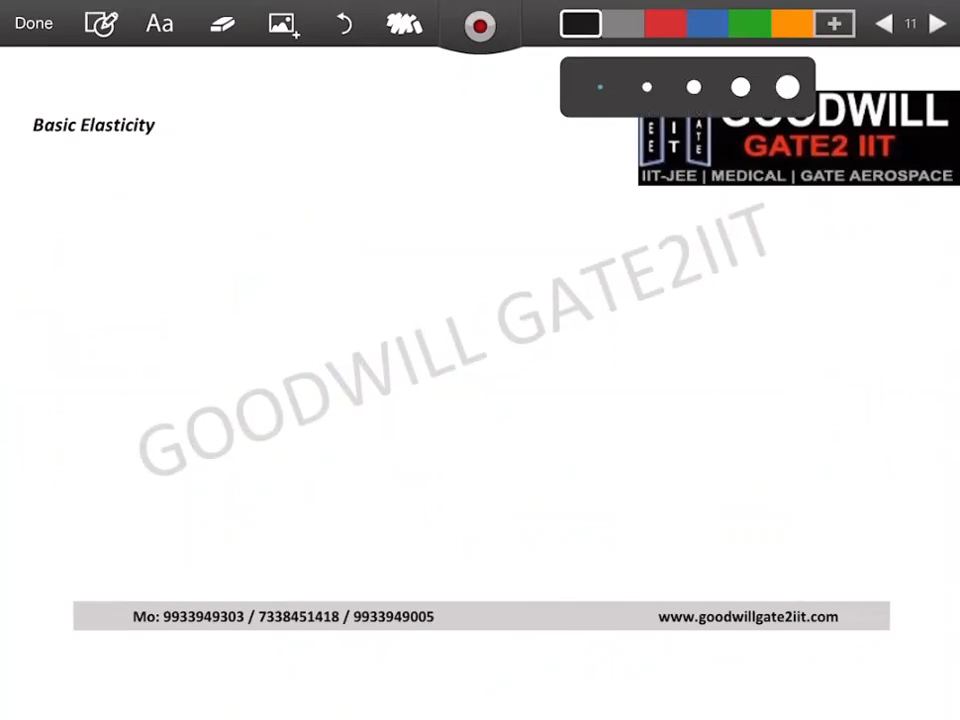 Done Aa 11
Basic Elasticity
GOODWILL
GATE2 IIT
IIT-JEE | MEDICAL | GATE AEROSPACE
GOODWILL GATE2IIT
Mo: 9933949303 / 7338451418 / 9933949005 www.goodwillgate2iit.com